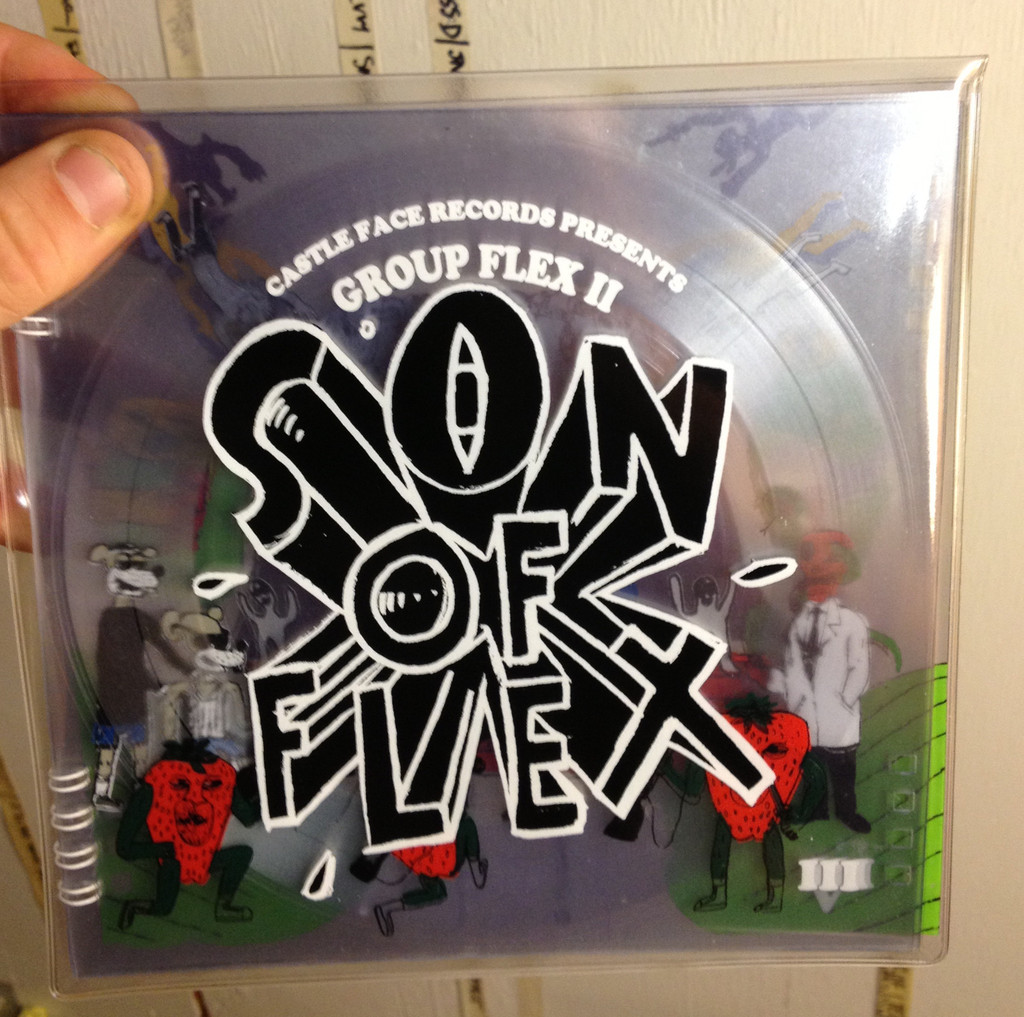 CASTLE FACE RECORDS PRESENTS
GROUP FLEX II
SON
OF
FLEX